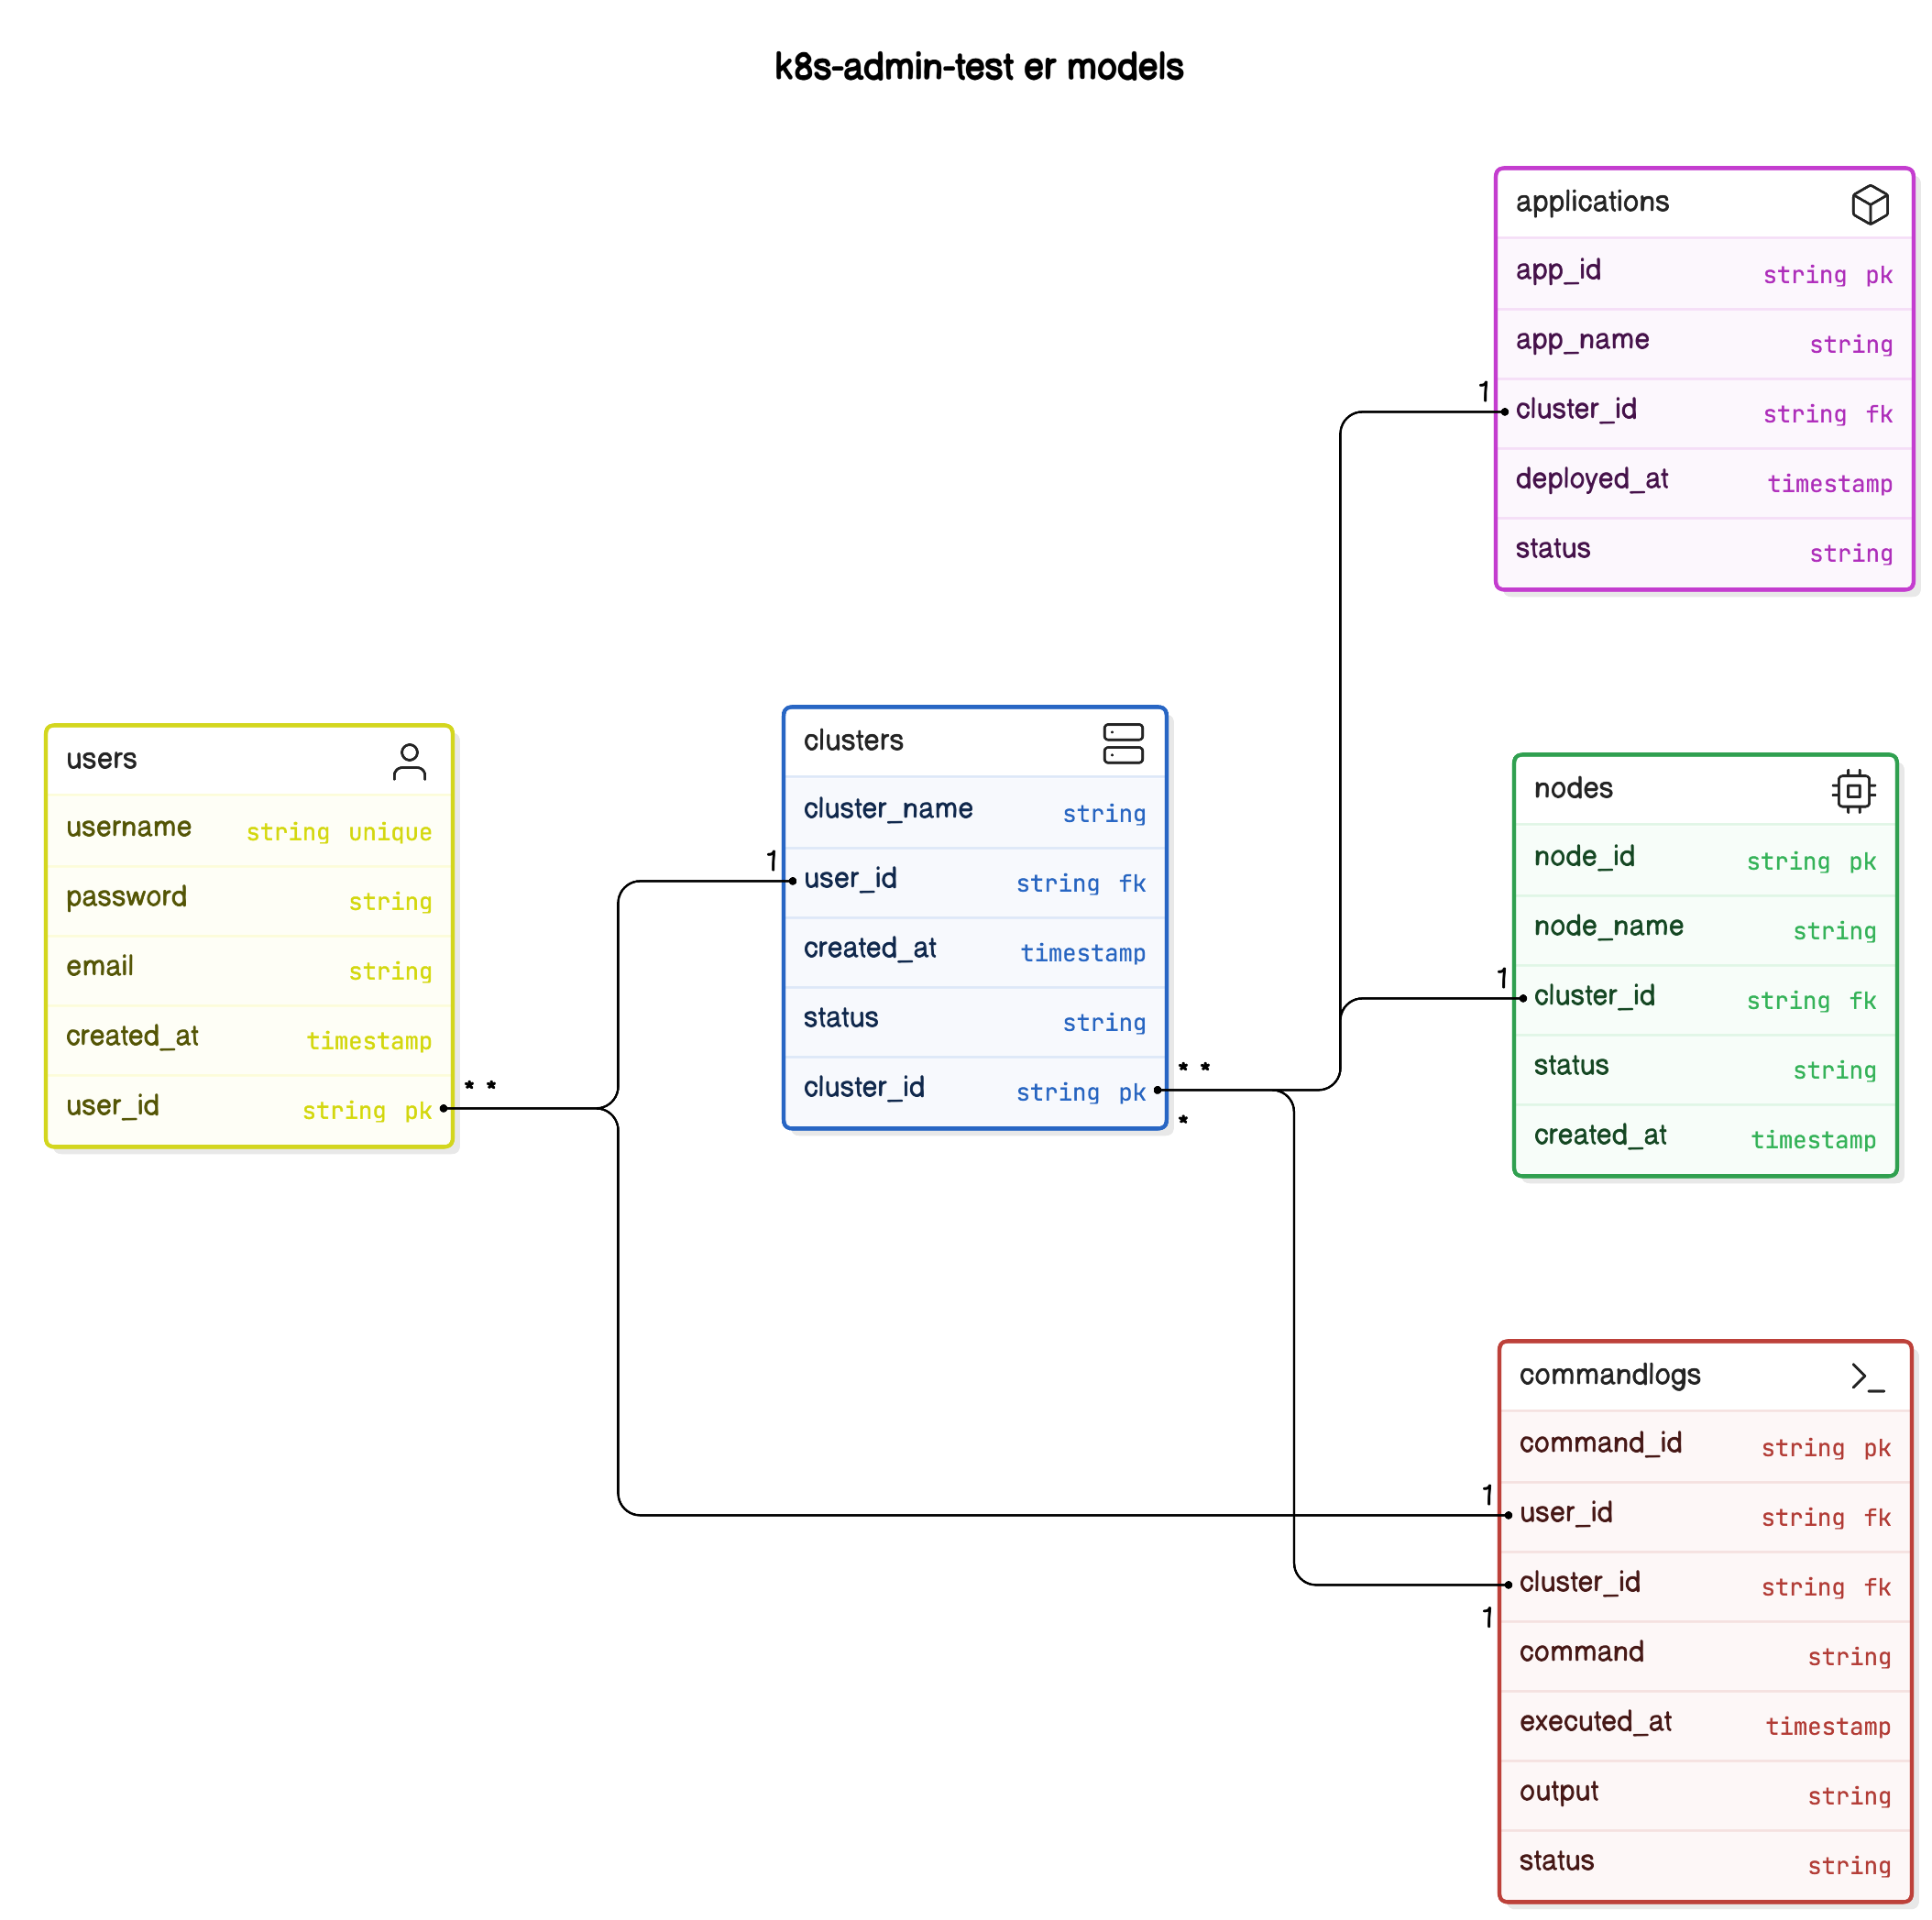 k8s-admin-test er models
applications
app_id string pk
app_name string
1
cluster_id string fk
deployed_at timestamp
status string
users
username string unique
password string
email string
created_at timestamp
* *
user_id string pk
clusters
cluster_name string
1
user_id string fk
created_at timestamp
status string
* *
cluster_id string pk
*
nodes
node_id string pk
node_name string
1
cluster_id string fk
status string
created_at timestamp
commandlogs
>_
command_id string pk
1
user_id string fk
cluster_id string fk
1
command string
executed_at timestamp
output string
status string